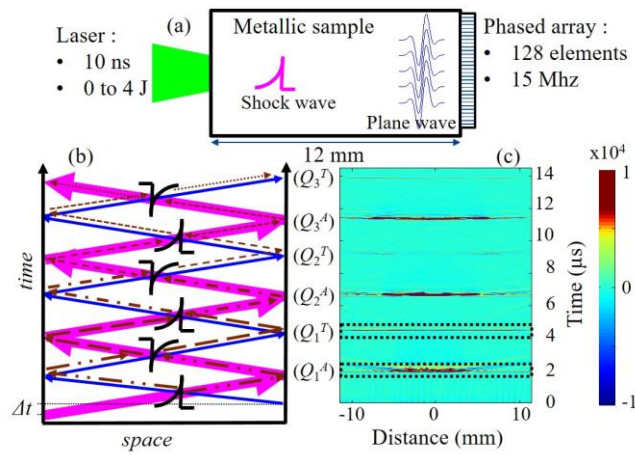 (a)
Laser :
• 10 ns
• 0 to 4 J
Metallic sample
Shock wave
Plane wave
Phased array :
• 128 elements
• 15 Mhz
12 mm
(b)
time
Δt
space
(Q₃ᵀ)
(Q₃ᴬ)
(Q₂ᵀ)
(Q₂ᴬ)
(Q₁ᵀ)
(Q₁ᴬ)
(c)
14
12
10
8
6
4
2
0
Time (μs)
-10
0
10
Distance (mm)
x10⁴
1
0
-1